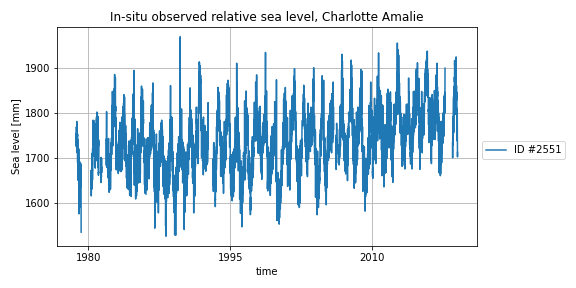 In-situ observed relative sea level, Charlotte Amalie
Sea level [mm]
1900
1800
1700
1600
1980
1995
2010
time
ID #2551